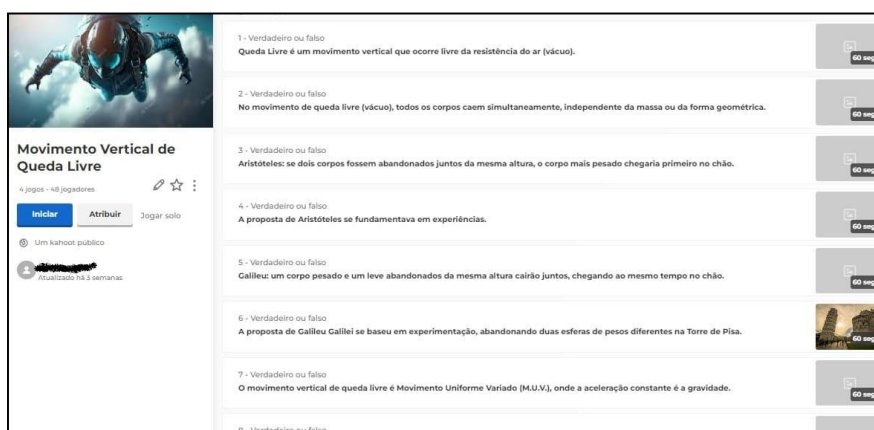 Movimento Vertical de
Queda Livre
4 jogos · 48 jogadores
Iniciar
Atribuir
Jogar solo
Um kahoot público
Atualizado há 3 semanas
1 - Verdadeiro ou falso
Queda Livre é um movimento vertical que ocorre livre da resistência do ar (vácuo).
60 seg
2 - Verdadeiro ou falso
No movimento de queda livre (vácuo), todos os corpos caem simultaneamente, independente da massa ou da forma geométrica.
60 seg
3 - Verdadeiro ou falso
Aristóteles: se dois corpos fossem abandonados juntos da mesma altura, o corpo mais pesado chegaria primeiro no chão.
60 seg
4 - Verdadeiro ou falso
A proposta de Aristóteles se fundamentava em experiências.
60 seg
5 - Verdadeiro ou falso
Galileu: um corpo pesado e um leve abandonados da mesma altura cairão juntos, chegando ao mesmo tempo no chão.
60 seg
6 - Verdadeiro ou falso
A proposta de Galileu Galilei se baseu em experimentação, abandonando duas esferas de pesos diferentes na Torre de Pisa.
60 seg
7 - Verdadeiro ou falso
O movimento vertical de queda livre é Movimento Uniforme Variado (M.U.V.), onde a aceleração constante é a gravidade.
60 seg
8 - Verdadeiro ou falso